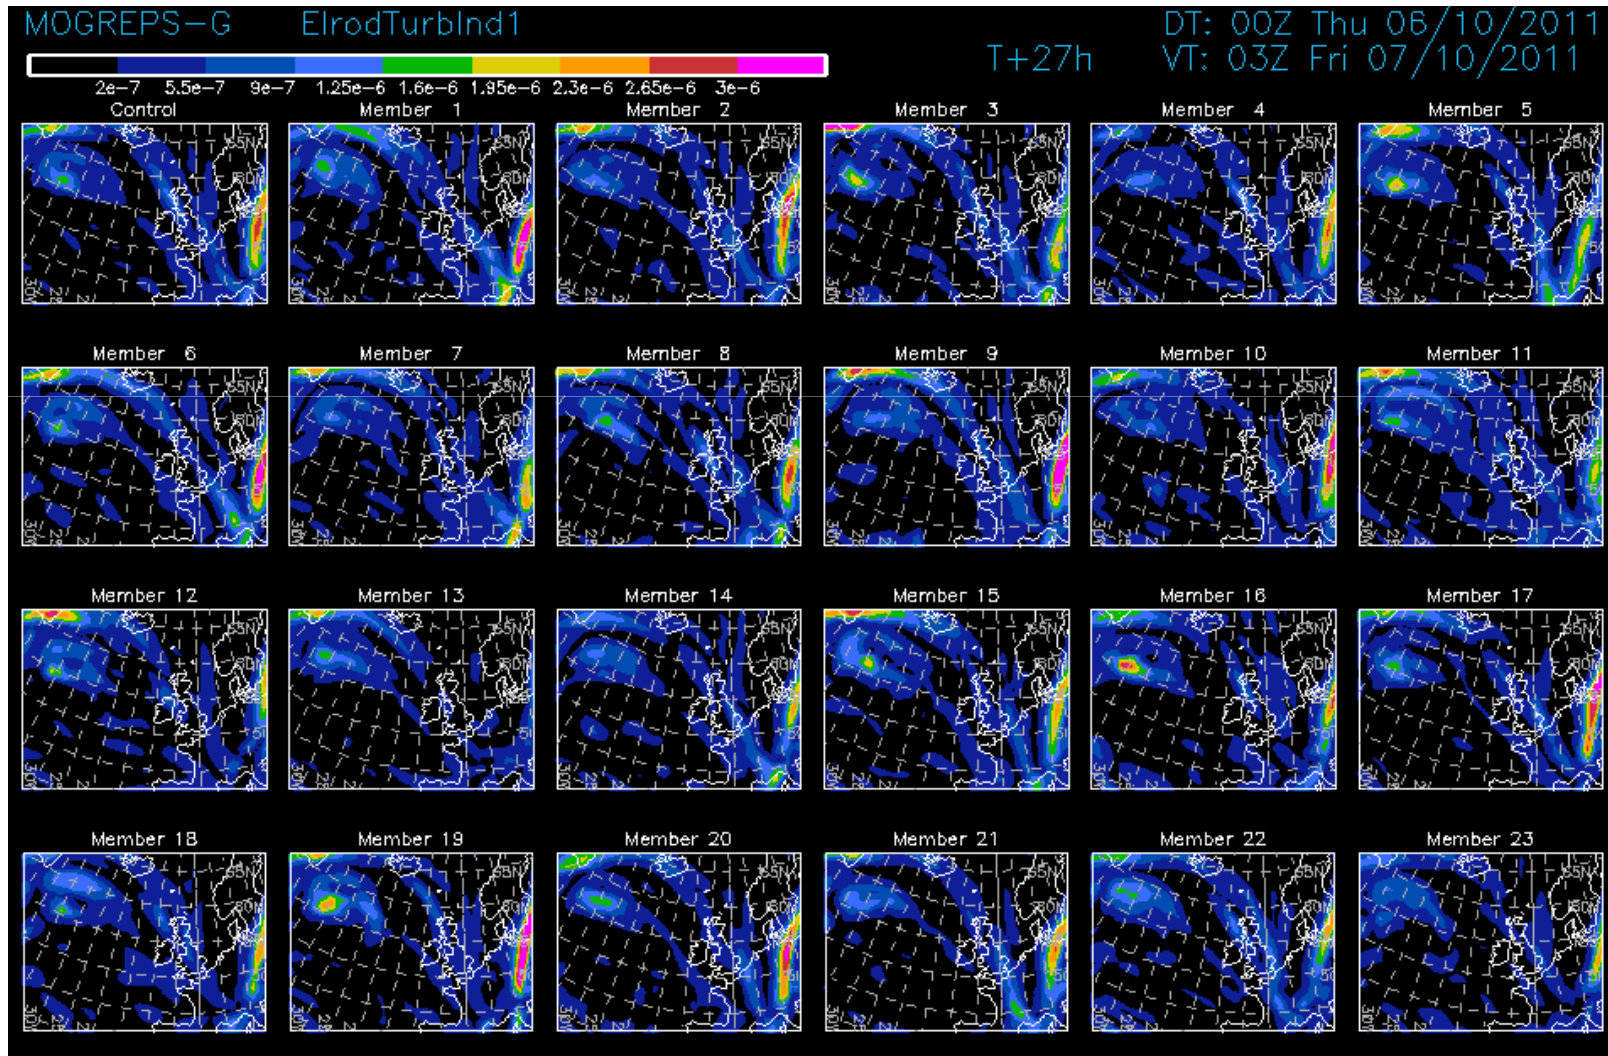 MOGREPS-G ElrodTurbInd1 DT: 00Z Thu 06/10/2011
T+27h VT: 03Z Fri 07/10/2011
2e-7 5.5e-7 9e-7 1.25e-6 1.6e-6 1.95e-6 2.3e-6 2.65e-6 3e-6
Control Member 1 Member 2 Member 3 Member 4 Member 5
Member 6 Member 7 Member 8 Member 9 Member 10 Member 11
Member 12 Member 13 Member 14 Member 15 Member 16 Member 17
Member 18 Member 19 Member 20 Member 21 Member 22 Member 23